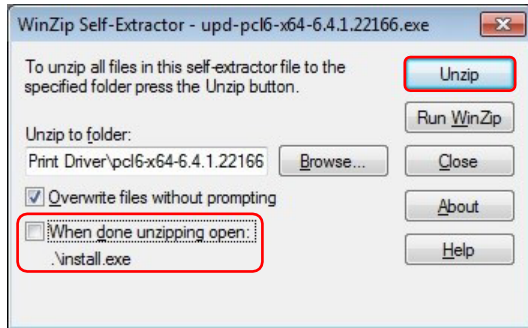 WinZip Self-Extractor - upd-pcl6-x64-6.4.1.22166.exe
To unzip all files in this self-extractor file to the
specified folder press the Unzip button.
Unzip to folder:
Print Driver\pcl6-x64-6.4.1.22166
Browse...
Overwrite files without prompting
When done unzipping open:
.\install.exe
Unzip
Run WinZip
Close
About
Help